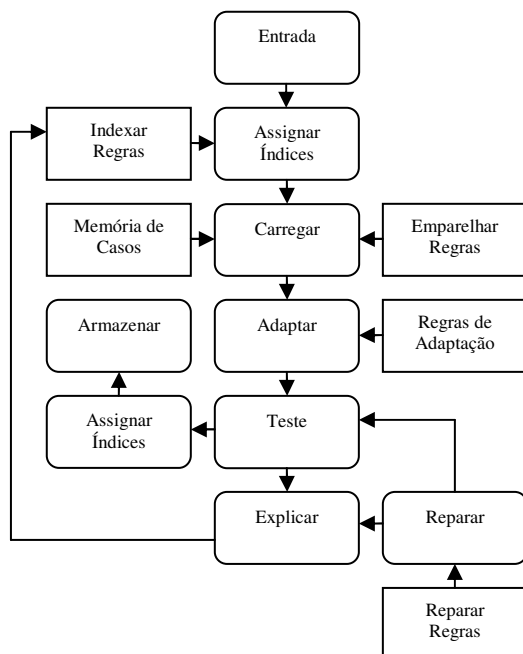 Entrada
Indexar
Regras
Assignar
Índices
Memória de
Casos
Carregar
Emparelhar
Regras
Armazenar
Adaptar
Regras de
Adaptação
Assignar
Índices
Teste
Explicar
Reparar
Reparar
Regras